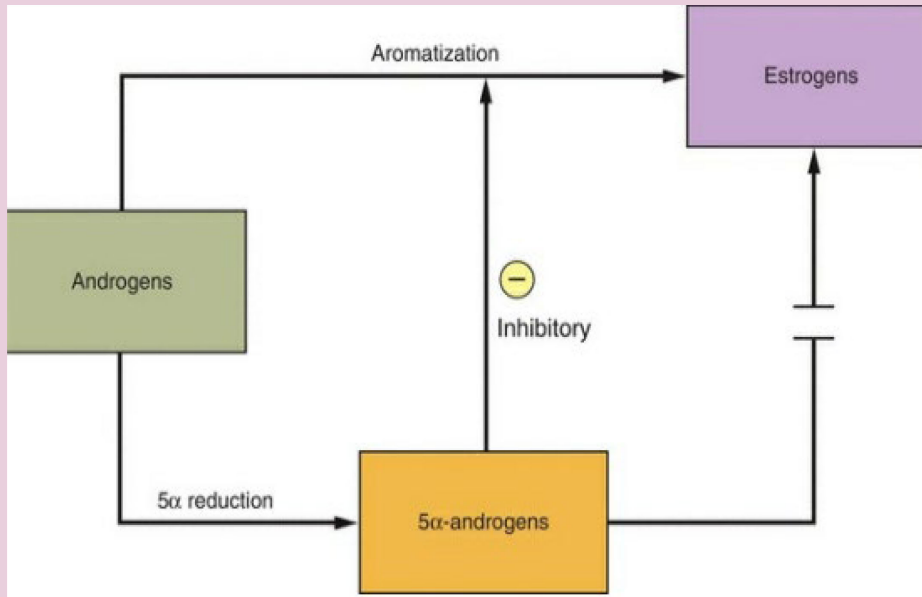 Aromatization
Estrogens
Androgens
−
Inhibitory
5α reduction
5α-androgens